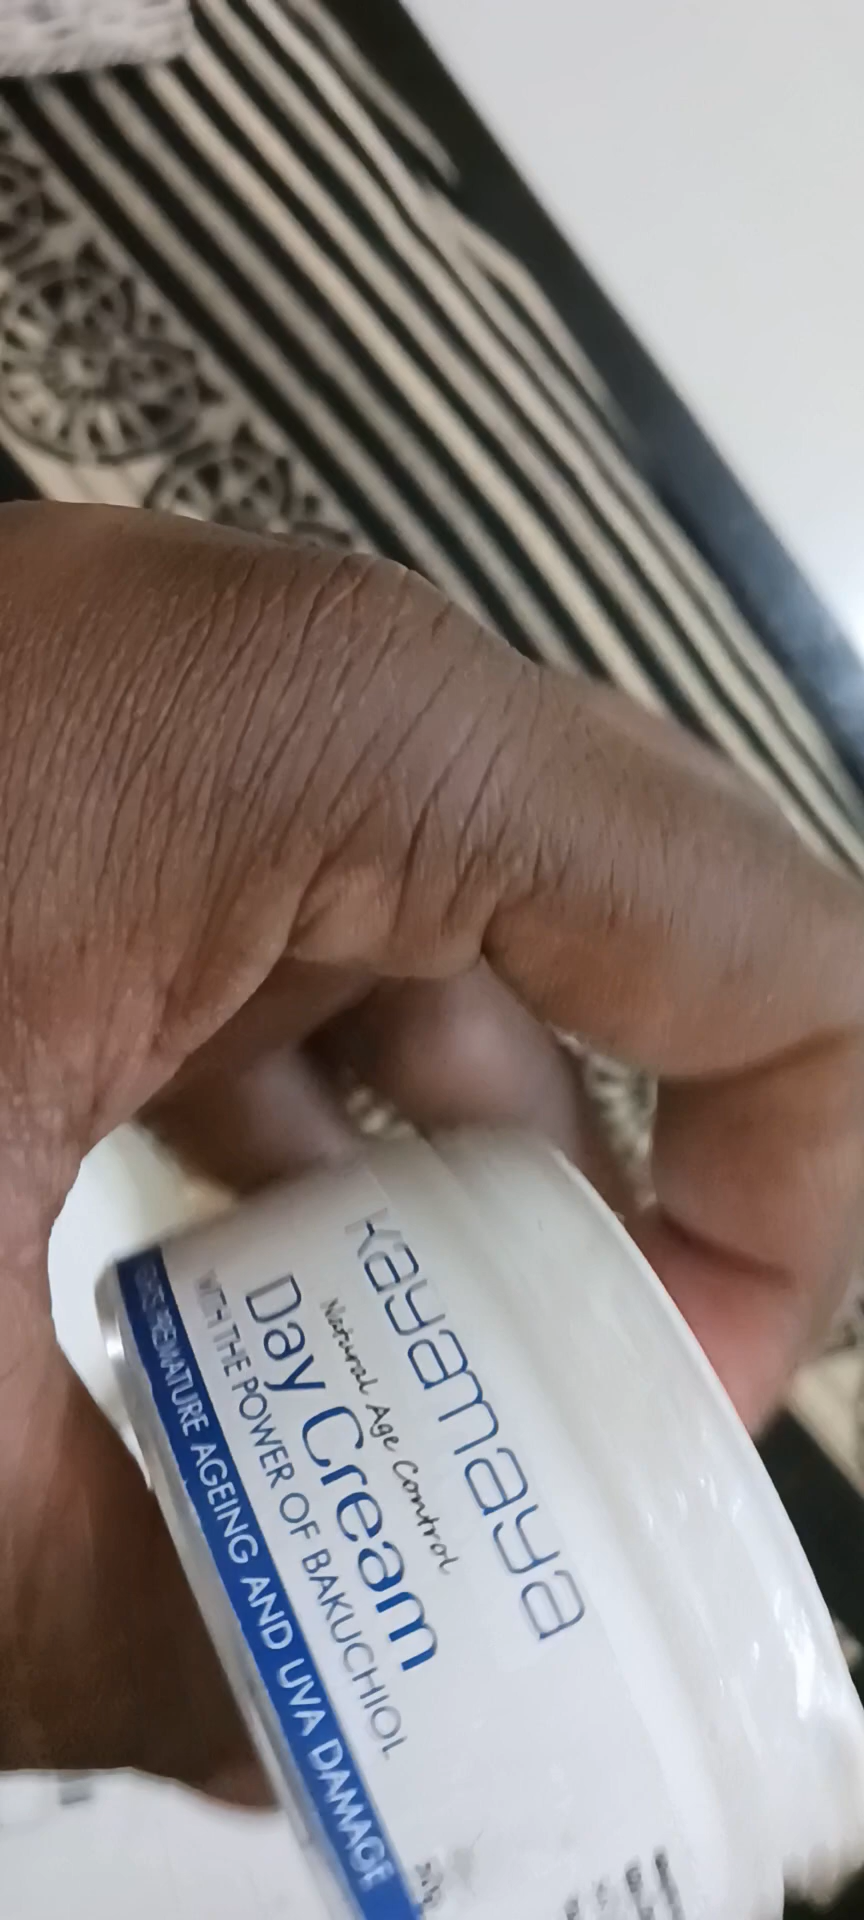 kayamaya
Natural Age Control
Day Cream
WITH THE POWER OF BAKUCHIOL
PREMATURE AGEING AND UVA DAMAGE